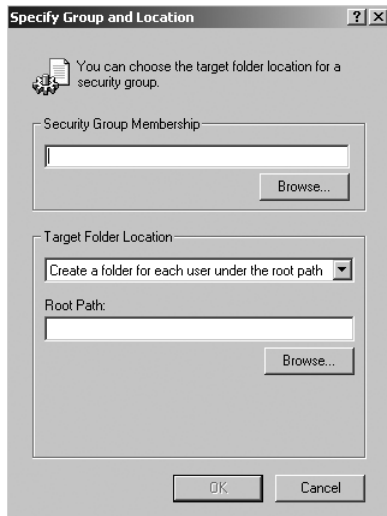 Specify Group and Location
You can choose the target folder location for a
security group.
Security Group Membership
Browse...
Target Folder Location
Create a folder for each user under the root path
Root Path:
Browse...
OK
Cancel